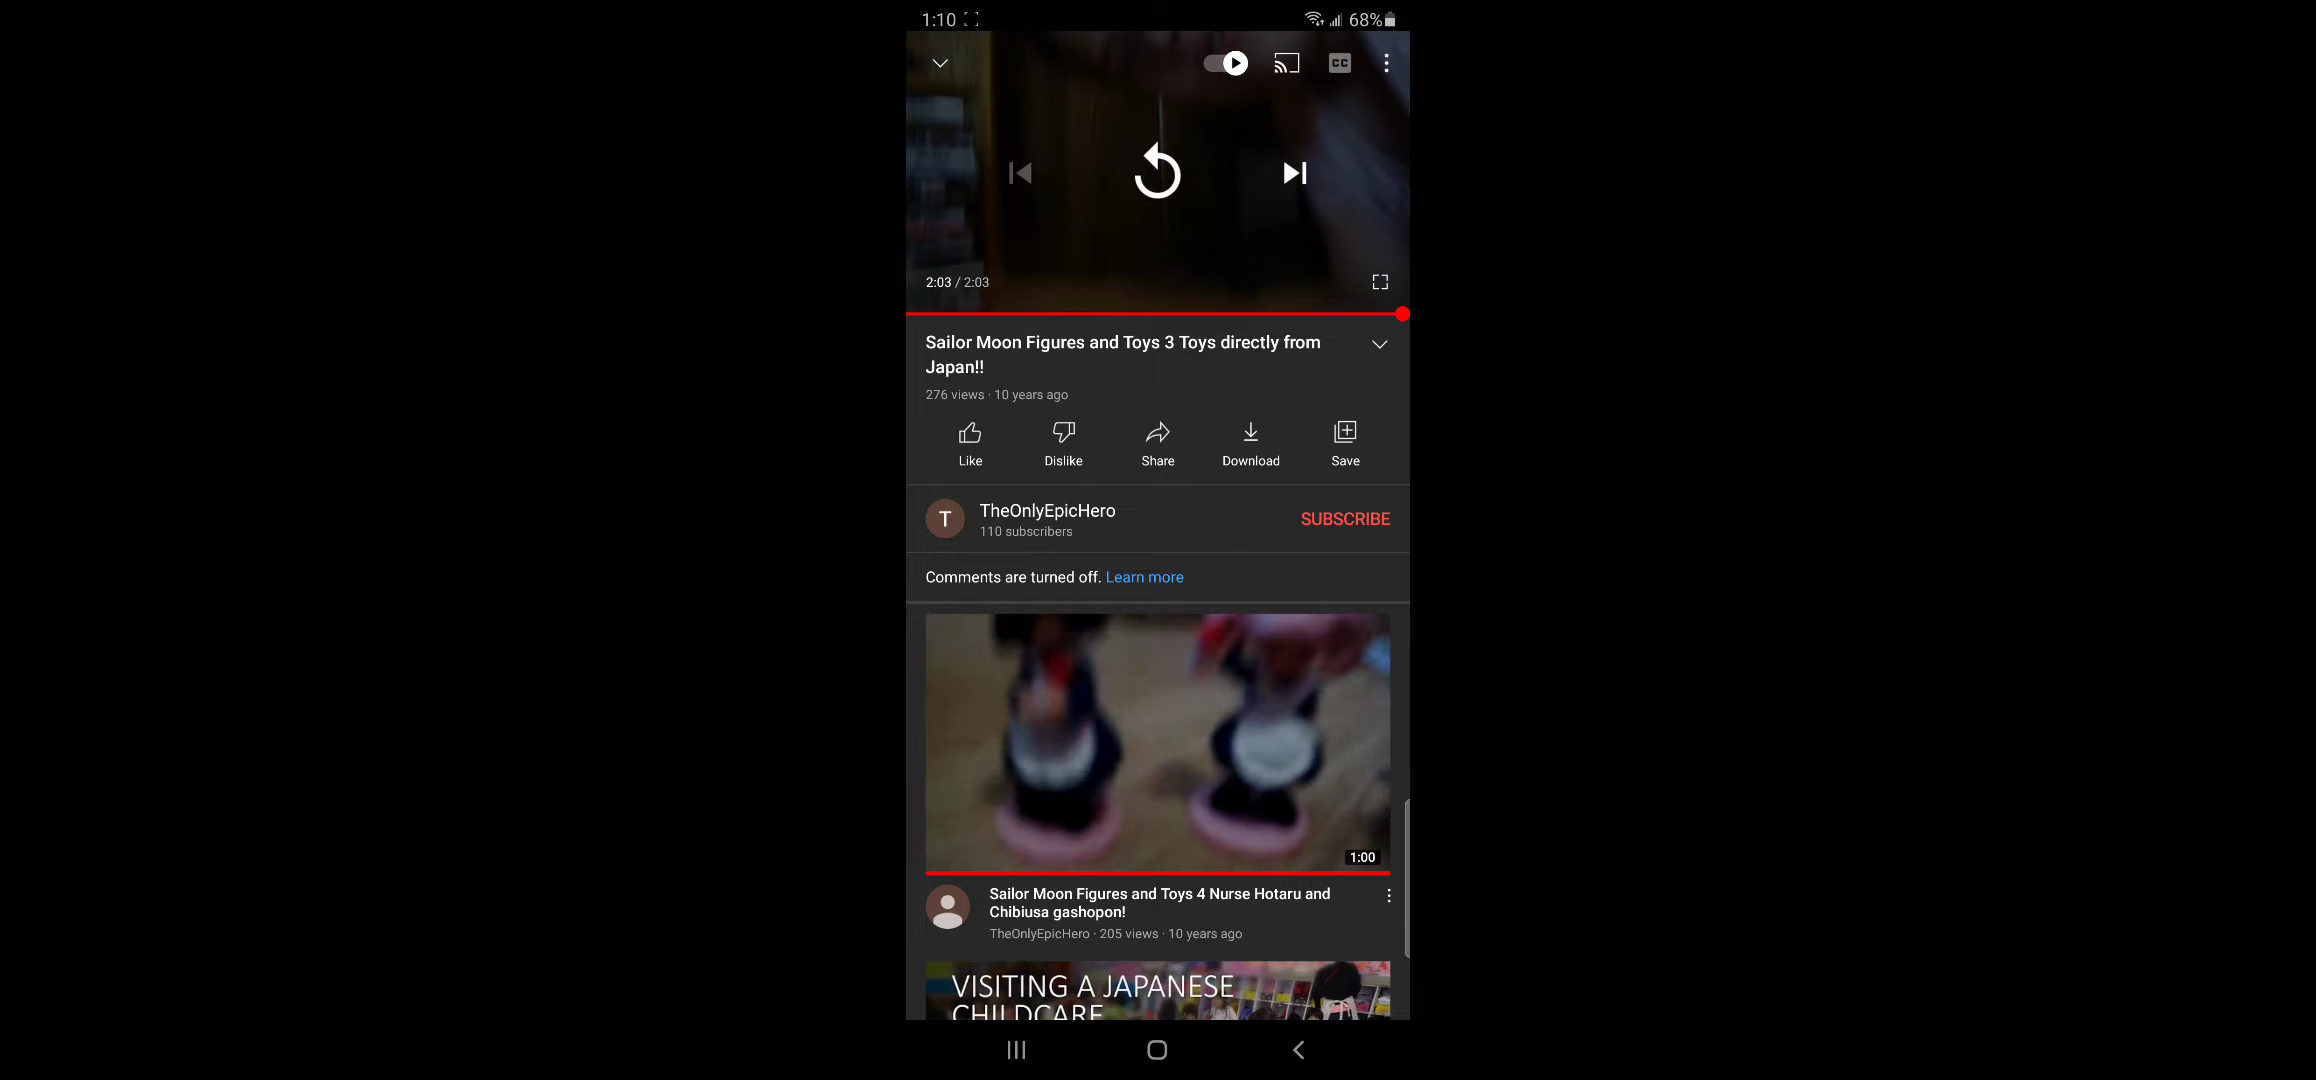 1:10
68%
CC
2:03 / 2:03
Sailor Moon Figures and Toys 3 Toys directly from
Japan!!
276 views · 10 years ago
Like
Dislike
Share
Download
Save
T
TheOnlyEpicHero
110 subscribers
SUBSCRIBE
Comments are turned off. Learn more
1:00
Sailor Moon Figures and Toys 4 Nurse Hotaru and
Chibiusa gashopon!
TheOnlyEpicHero · 205 views · 10 years ago
VISITING A JAPANESE
CHILDCARE